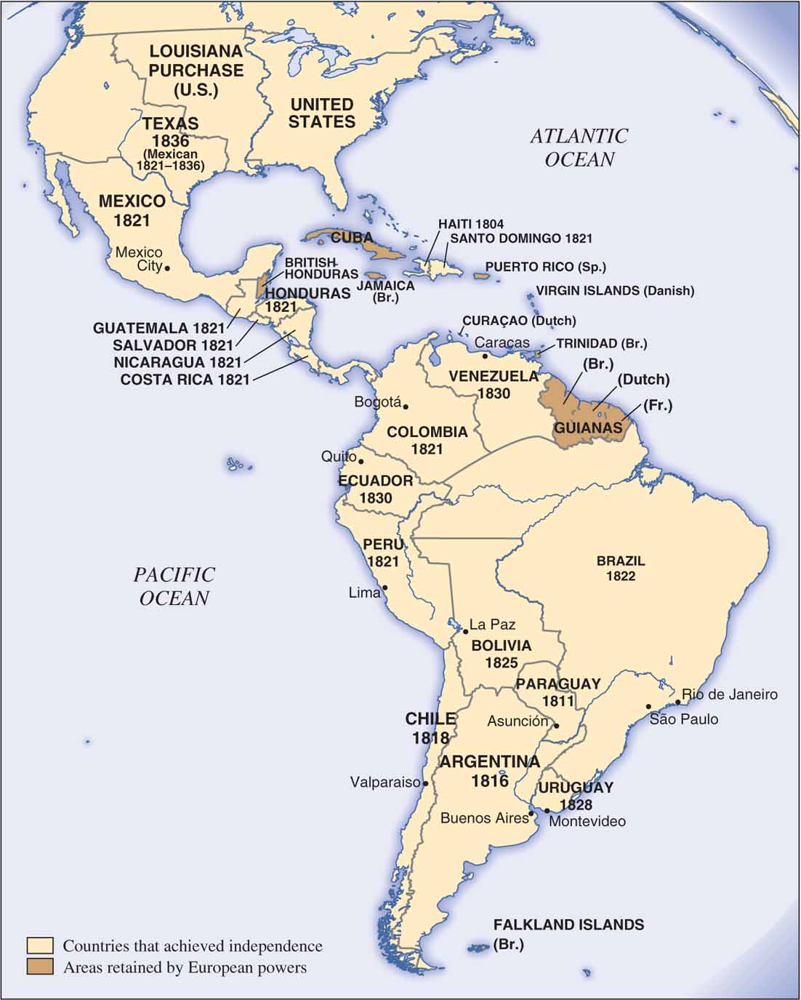 LOUISIANA
PURCHASE
(U.S.)
UNITED
STATES
TEXAS
1836
(Mexican
1821–1836)
ATLANTIC
OCEAN
MEXICO
1821
Mexico
City
CUBA
HAITI 1804
SANTO DOMINGO 1821
BRITISH
HONDURAS
PUERTO RICO (Sp.)
JAMAICA
(Br.)
VIRGIN ISLANDS (Danish)
HONDURAS
1821
GUATEMALA 1821
SALVADOR 1821
NICARAGUA 1821
COSTA RICA 1821
CURAÇAO (Dutch)
Caracas
TRINIDAD (Br.)
(Br.)
(Dutch)
(Fr.)
VENEZUELA
1830
GUIANAS
Bogotá
COLOMBIA
1821
Quito
ECUADOR
1830
PERU
1821
Lima
BRAZIL
1822
PACIFIC
OCEAN
La Paz
BOLIVIA
1825
PARAGUAY
1811
Asunción
Rio de Janeiro
São Paulo
CHILE
1818
ARGENTINA
1816
Valparaiso
URUGUAY
1828
Buenos Aires
Montevideo
FALKLAND ISLANDS
(Br.)
Countries that achieved independence
Areas retained by European powers